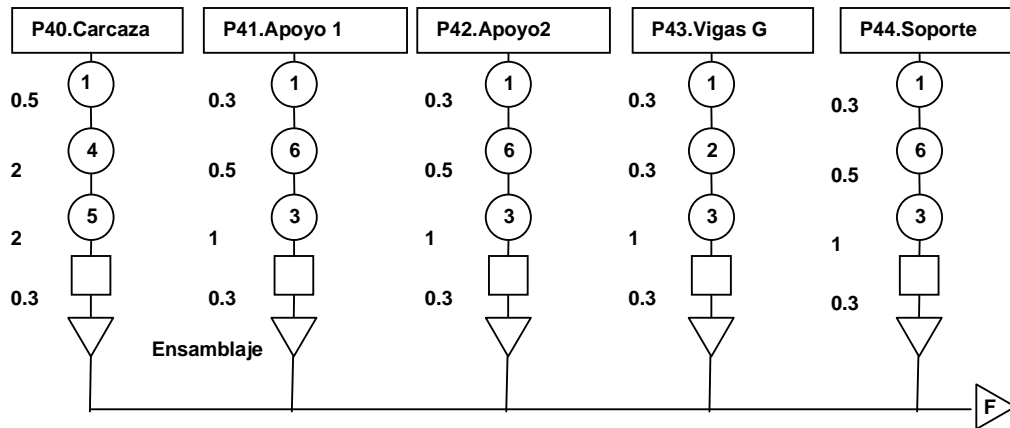 P40.Carcaza P41.Apoyo 1 P42.Apoyo2 P43.Vigas G P44.Soporte
1 1 1 1 1
0.5 0.3 0.3 0.3 0.3
4 6 6 2 6
2 0.5 0.5 0.3 0.5
5 3 3 3 3
2 1 1 1 1
0.3 0.3 0.3 0.3 0.3
Ensamblaje
F